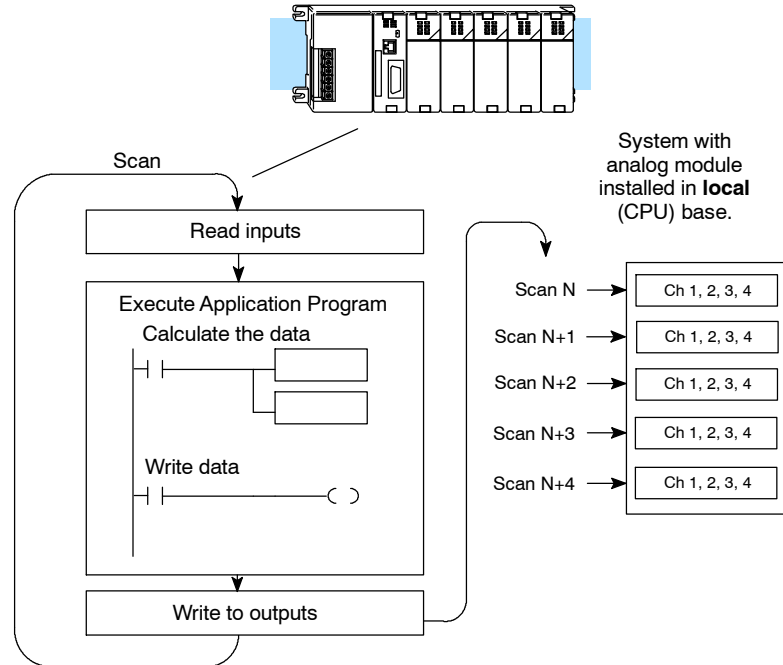 System with
analog module
installed in local
(CPU) base.
Scan
Read inputs
Execute Application Program
Calculate the data
Write data
Write to outputs
Scan N
Ch 1, 2, 3, 4
Scan N+1
Ch 1, 2, 3, 4
Scan N+2
Ch 1, 2, 3, 4
Scan N+3
Ch 1, 2, 3, 4
Scan N+4
Ch 1, 2, 3, 4